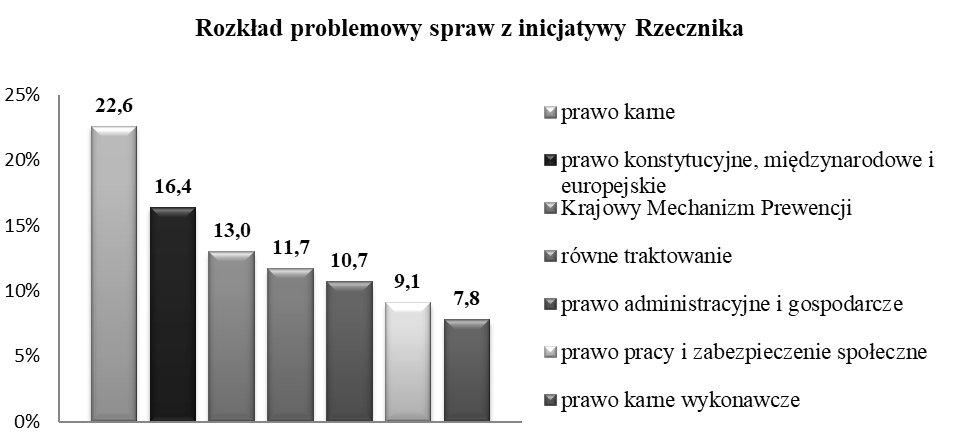 Rozkład problemowy spraw z inicjatywy Rzecznika
25%
20%
15%
10%
5%
0%
22,6
16,4
13,0
11,7
10,7
9,1
7,8
prawo karne
prawo konstytucyjne, międzynarodowe i
europejskie
Krajowy Mechanizm Prewencji
równe traktowanie
prawo administracyjne i gospodarcze
prawo pracy i zabezpieczenie społeczne
prawo karne wykonawcze